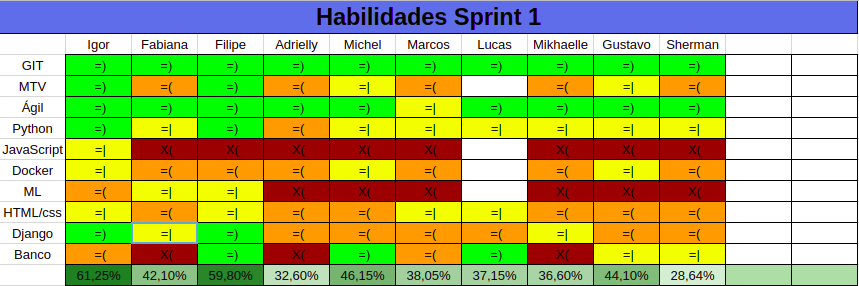 Habilidades Sprint 1
Igor Fabiana Filipe Adrielly Michel Marcos Lucas Mikhaelle Gustavo Sherman
GIT =) =) =) =) =) =) =) =) =) =)
MTV =) =( =) =( =| =( =( =| =(
Ágil =) =) =) =) =) =| =) =) =) =)
Python =) =| =) =( =| =| =| =| =| =|
JavaScript =| X( X( X( X( X( X( X( X(
Docker =| =( =( =( =| =( =( =| =(
ML =( =| =| X( X( X( X( X( X(
HTML/css =| =( =| =( =( =| =| =( =( =(
Django =) =| =) =( =( =( =( =| =( =(
Banco =( X( =) X( =) =( =) X( =| =|
61,25% 42,10% 59,80% 32,60% 46,15% 38,05% 37,15% 36,60% 44,10% 28,64%